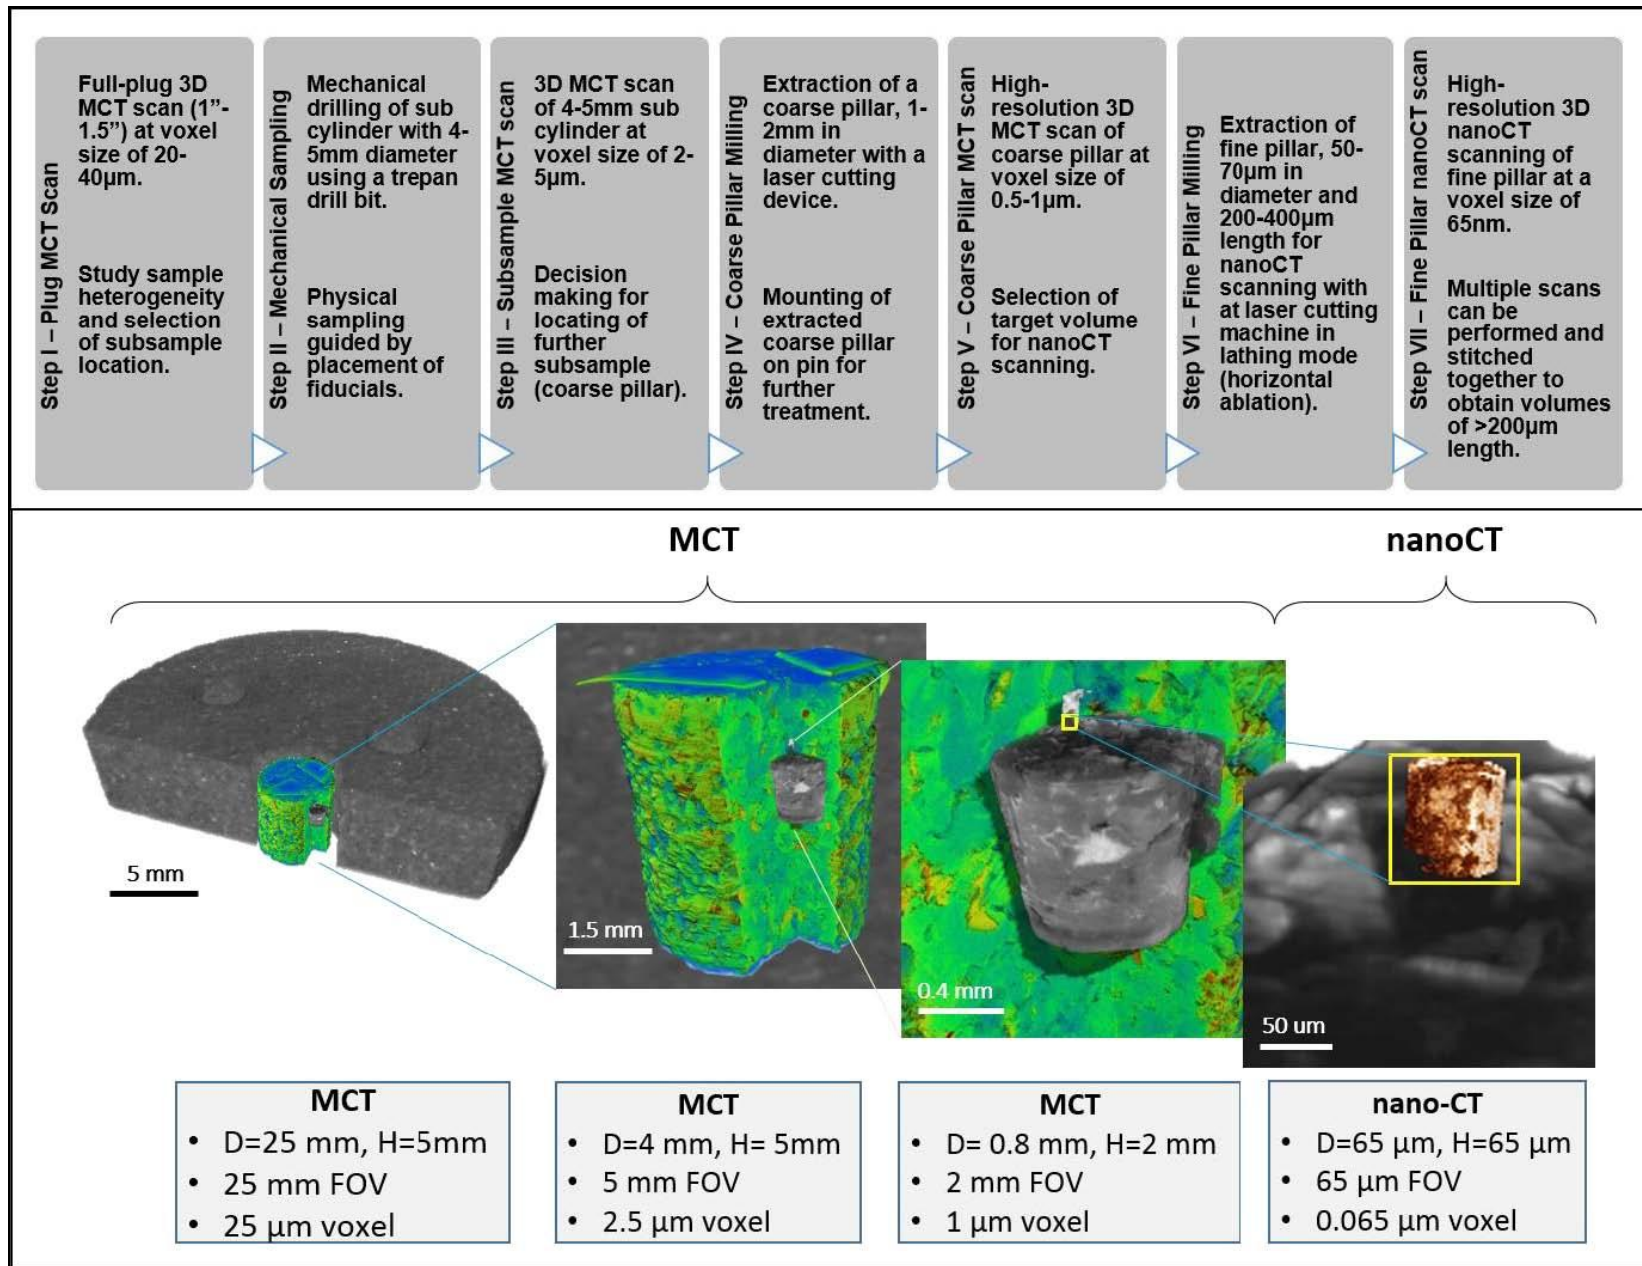 Step I – Plug MCT Scan
Full-plug 3D
MCT scan (1”-
1.5”) at voxel
size of 20-
40µm.
Study sample
heterogeneity
and selection
of subsample
location.
Step II – Mechanical Sampling
Mechanical
drilling of sub
cylinder with 4-
5mm diameter
using a trepan
drill bit.
Physical
sampling
guided by
placement of
fiducials.
Step III – Subsample MCT scan
3D MCT scan
of 4-5mm sub
cylinder at
voxel size of 2-
5µm.
Decision
making for
locating of
further
subsample
(coarse pillar).
Step IV – Coarse Pillar Milling
Extraction of a
coarse pillar, 1-
2mm in
diameter with a
laser cutting
device.
Mounting of
extracted
coarse pillar
on pin for
further
treatment.
Step V – Coarse Pillar MCT scan
High-
resolution 3D
MCT scan of
coarse pillar at
voxel size of
0.5-1µm.
Selection of
target volume
for nanoCT
scanning.
Step VI – Fine Pillar Milling
Extraction of
fine pillar, 50-
70µm in
diameter and
200-400µm
length for
nanoCT
scanning with
at laser cutting
machine in
lathing mode
(horizontal
ablation).
Step VII – Fine Pillar nanoCT scan
High-
resolution 3D
nanoCT
scanning of
fine pillar at a
voxel size of
65nm.
Multiple scans
can be
performed and
stitched
together to
obtain volumes
of >200µm
length.
MCT
nanoCT
5 mm
1.5 mm
0.4 mm
50 um
MCT
• D=25 mm, H=5mm
• 25 mm FOV
• 25 µm voxel
MCT
• D=4 mm, H= 5mm
• 5 mm FOV
• 2.5 µm voxel
MCT
• D= 0.8 mm, H=2 mm
• 2 mm FOV
• 1 µm voxel
nano-CT
• D=65 µm, H=65 µm
• 65 µm FOV
• 0.065 µm voxel